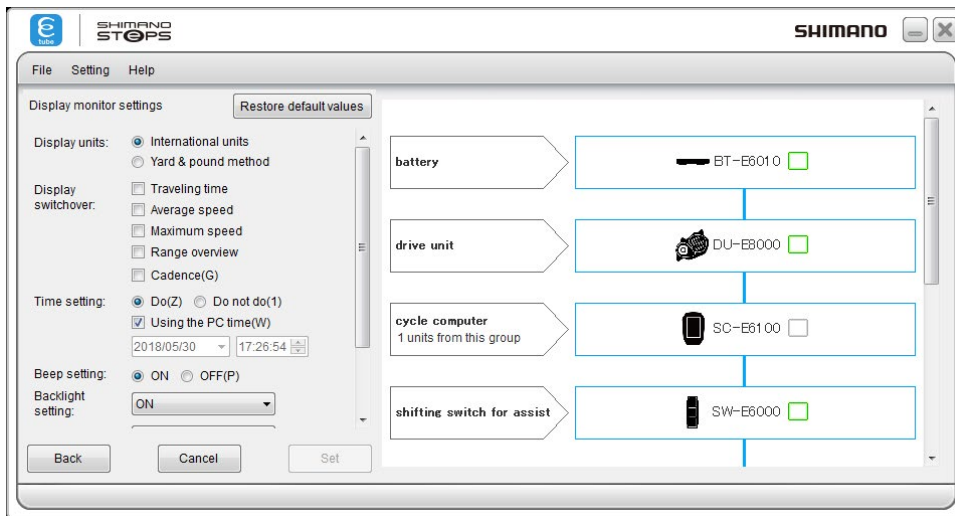 e
tube
SHIMANO
STePS
SHIMANO
File Setting Help
Display monitor settings
Restore default values
Display units:
International units
Yard & pound method
Display
switchover:
Traveling time
Average speed
Maximum speed
Range overview
Cadence(G)
Time setting:
Do(Z) Do not do(1)
Using the PC time(W)
2018/05/30 17:26:54
Beep setting:
ON OFF(P)
Backlight
setting:
ON
Back Cancel Set
battery
BT-E6010
drive unit
DU-E8000
cycle computer
1 units from this group
SC-E6100
shifting switch for assist
SW-E6000